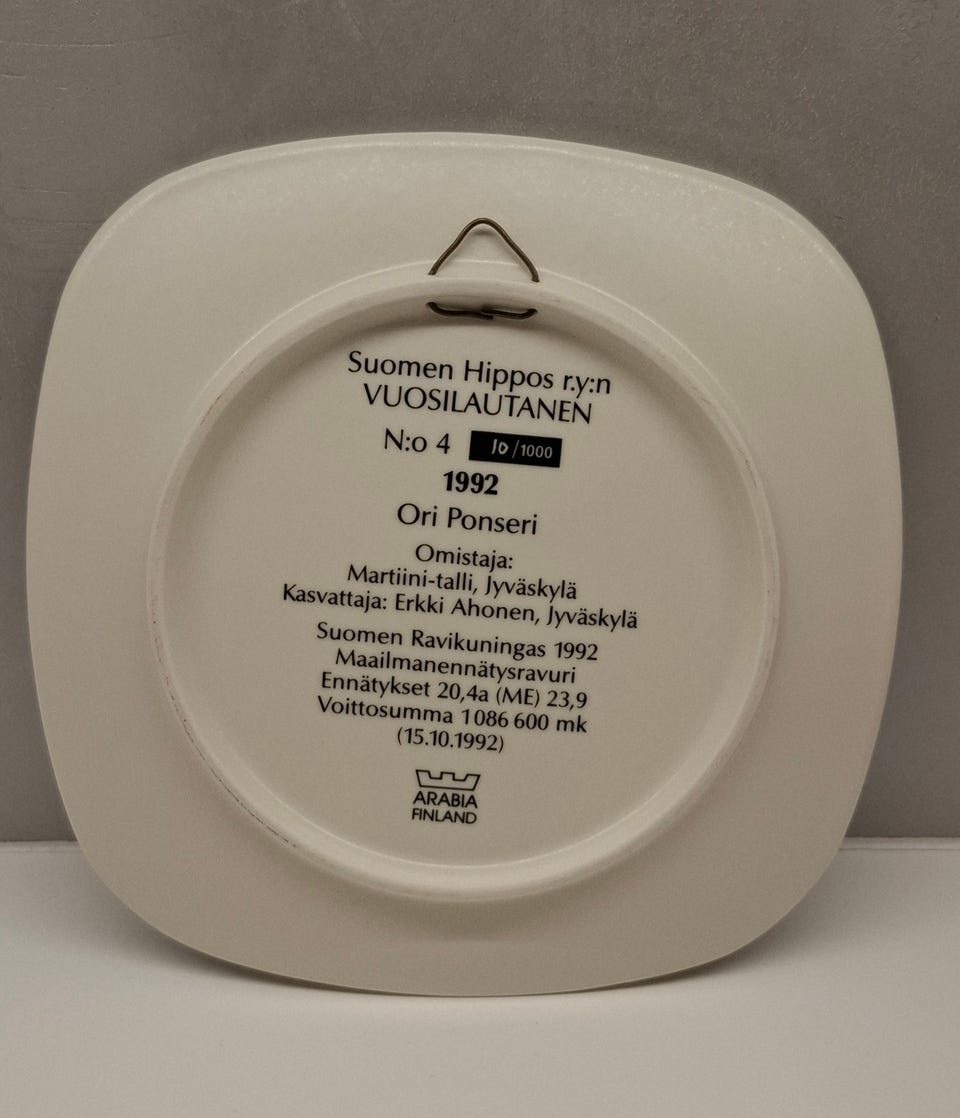 Suomen Hippos r.y:n
VUOSILAUTANEN
N:o 4 10/1000
1992
Ori Ponseri
Omistaja:
Martiini-talli, Jyväskylä
Kasvattaja: Erkki Ahonen, Jyväskylä
Suomen Ravikuningas 1992
Maailmanennätysravuri
Ennätykset 20,4a (ME) 23,9
Voittosumma 1 086 600 mk
(15.10.1992)
ARABIA
FINLAND